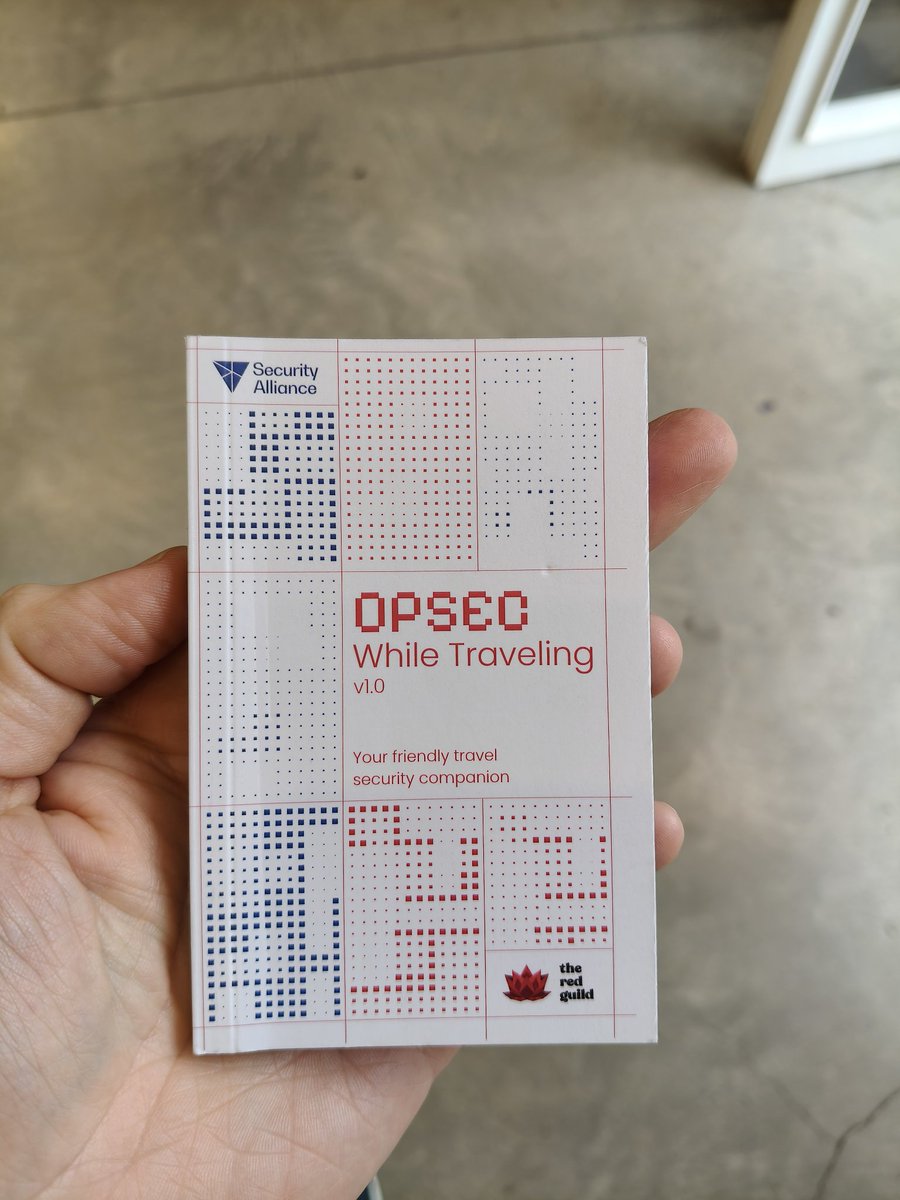 Security
Alliance
OPSEC
While Traveling
v1.0
Your friendly travel
security companion
the
red
guild